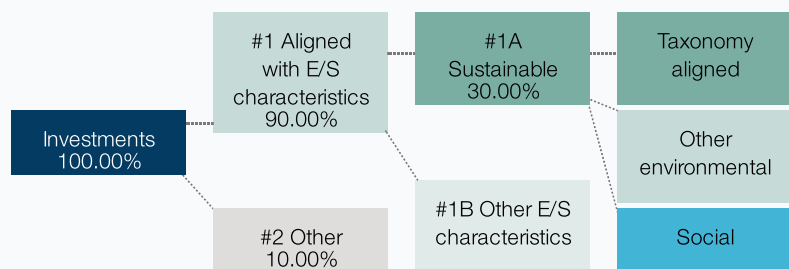 Investments
100.00%
#1 Aligned
with E/S
characteristics
90.00%
#2 Other
10.00%
#1A
Sustainable
30.00%
#1B Other E/S
characteristics
Taxonomy
aligned
Other
environmental
Social